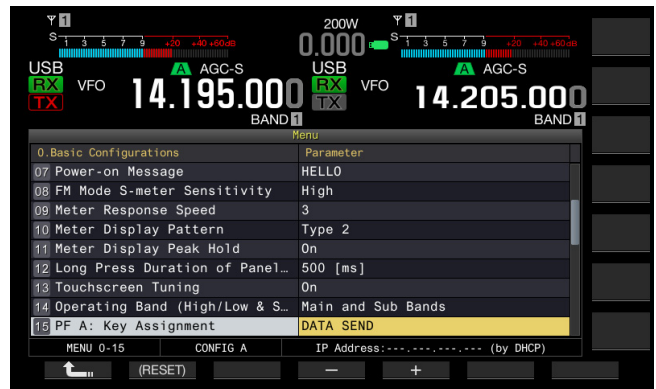 1 200W 1
S 1 3 5 7 9 +20 +40 +60dB 0.000 S 1 3 5 7 9 +20 +40 +60dB
USB A AGC-S USB A AGC-S
RX TX VFO 14.195.000 RX TX VFO 14.205.000
BAND 1 BAND 1
Menu
0.Basic Configurations Parameter
07 Power-on Message HELLO
08 FM Mode S-meter Sensitivity High
09 Meter Response Speed 3
10 Meter Display Pattern Type 2
11 Meter Display Peak Hold On
12 Long Press Duration of Panel… 500 [ms]
13 Touchscreen Tuning On
14 Operating Band (High/Low & S… Main and Sub Bands
15 PF A: Key Assignment DATA SEND
MENU 0-15 CONFIG A IP Address:---.---.---.--- (by DHCP)
(RESET) − +